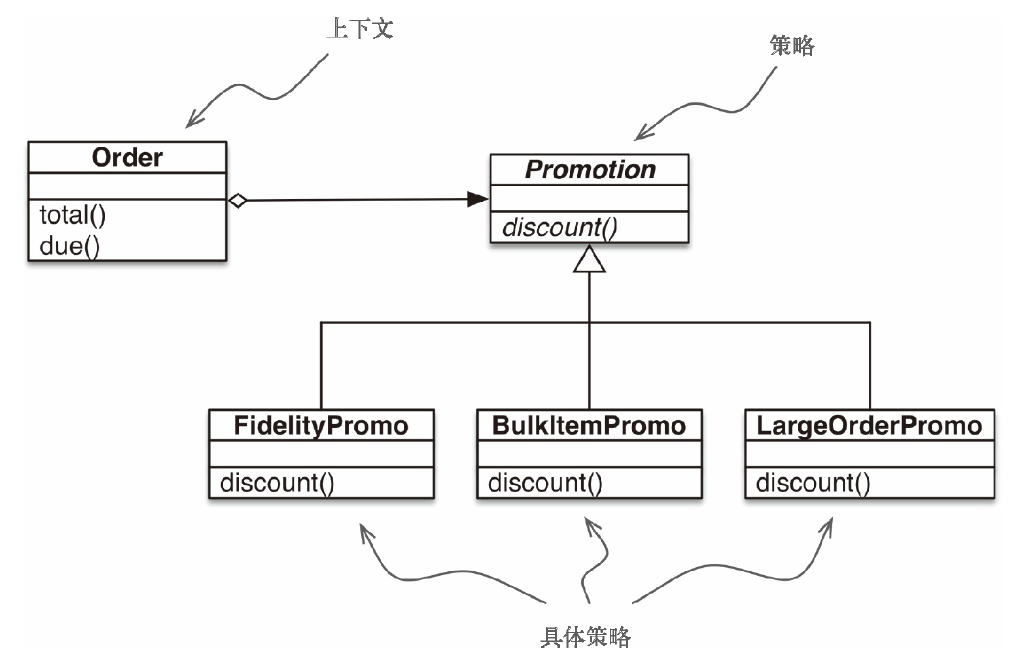 上下文
策略
Order
total()
due()
Promotion
discount()
FidelityPromo
discount()
BulkItemPromo
discount()
LargeOrderPromo
discount()
具体策略